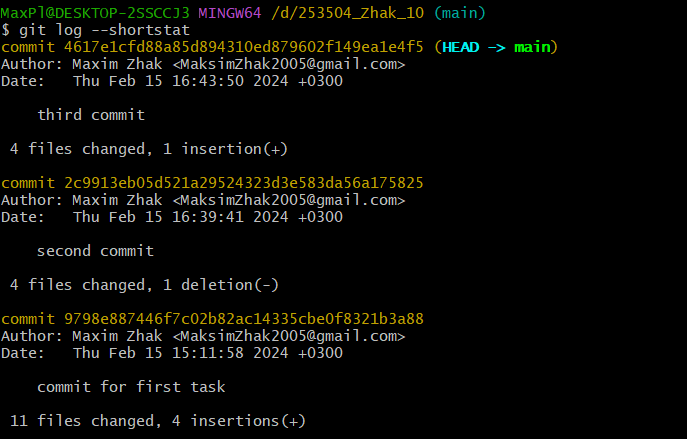 MaxPl@DESKTOP-2SSCCJ3 MINGW64 /d/253504_Zhak_10 (main)
$ git log --shortstat
commit 4617e1cfd88a85d894310ed879602f149ea1e4f5 (HEAD -> main)
Author: Maxim Zhak <MaksimZhak2005@gmail.com>
Date:   Thu Feb 15 16:43:50 2024 +0300
    third commit
 4 files changed, 1 insertion(+)
commit 2c9913eb05d521a29524323d3e583da56a175825
Author: Maxim Zhak <MaksimZhak2005@gmail.com>
Date:   Thu Feb 15 16:39:41 2024 +0300
    second commit
 4 files changed, 1 deletion(-)
commit 9798e887446f7c02b82ac14335cbe0f8321b3a88
Author: Maxim Zhak <MaksimZhak2005@gmail.com>
Date:   Thu Feb 15 15:11:58 2024 +0300
    commit for first task
 11 files changed, 4 insertions(+)